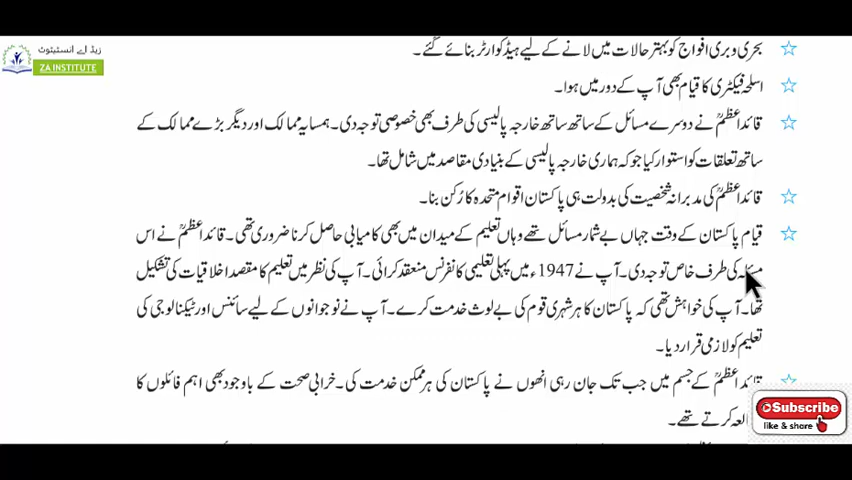 زیڈ اے انسٹیٹوٹ
ZA INSTITUTE
بحری و بری افواج کو بہتر حالات میں لانے کے لیے ہیڈ کوارٹر بنائے گئے۔
اسلحہ فیکٹری کا قیام بھی آپ کے دور میں ہوا۔
قائداعظمؒ نے دوسرے مسائل کے ساتھ ساتھ خارجہ پالیسی کی طرف بھی خصوصی توجہ دی۔ ہمسایہ ممالک اور دیگر بڑے ممالک کے
ساتھ تعلقات کو استوار کیا جو کہ ہماری خارجہ پالیسی کے بنیادی مقاصد میں شامل تھا۔
قائداعظمؒ کی مدبرانہ شخصیت کی بدولت ہی پاکستان اقوام متحدہ کا رُکن بنا۔
قیام پاکستان کے وقت جہاں بے شمار مسائل تھے وہاں تعلیم کے میدان میں بھی کامیابی حاصل کرنا ضروری تھی۔ قائداعظمؒ نے اس
مسئلہ کی طرف خاص توجہ دی۔ آپ نے 1947ء میں پہلی تعلیمی کانفرنس منعقد کرائی۔ آپ کی نظر میں تعلیم کا مقصد اخلاقیات کی تشکیل
تھا۔ آپ کی خواہش تھی کہ پاکستان کا ہر شہری قوم کی بے لوث خدمت کرے۔ آپ نے نوجوانوں کے لیے سائنس اور ٹیکنالوجی کی
تعلیم کو لازمی قرار دیا۔
قائداعظمؒ کے جسم میں جب تک جان رہی انھوں نے پاکستان کی ہر ممکن خدمت کی۔ خرابی صحت کے باوجود بھی اہم فائلوں کا
کرتے تھے۔
Subscribe
like & share